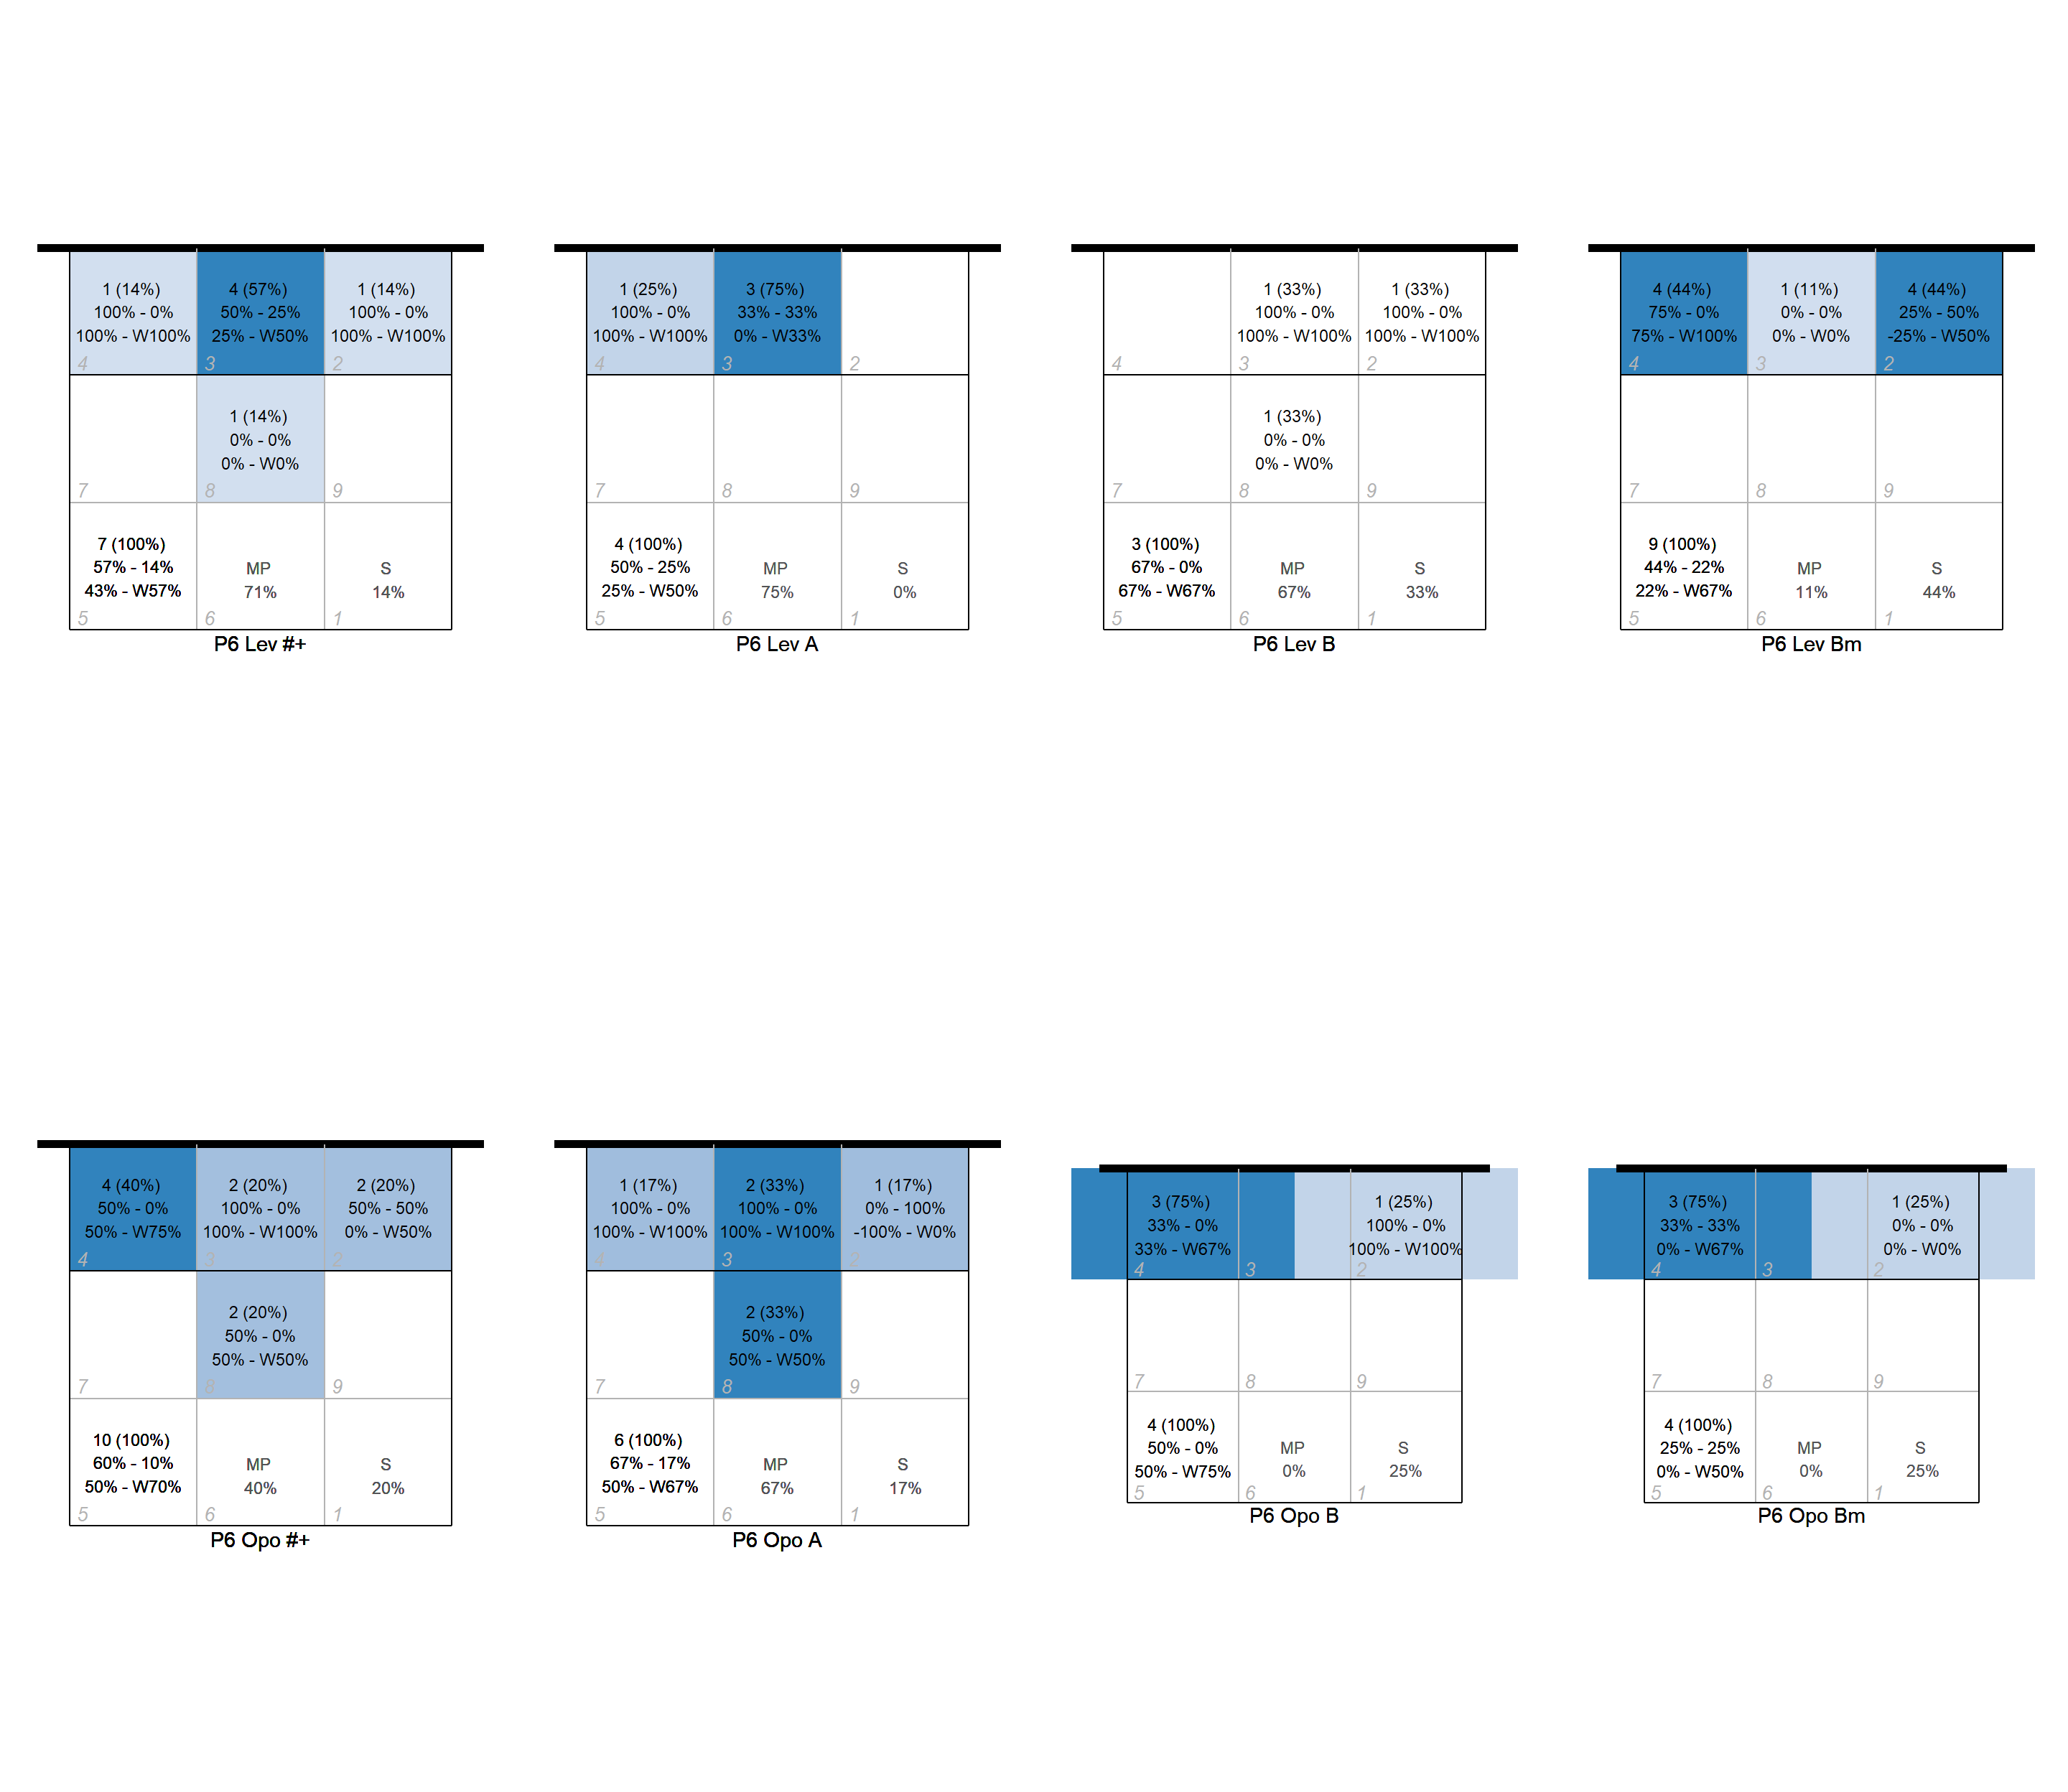 1 (14%)
100% - 0%
100% - W100%
4
4 (57%)
50% - 25%
25% - W50%
3
1 (14%)
100% - 0%
100% - W100%
2
7
1 (14%)
0% - 0%
0% - W0%
8
9
7 (100%)
57% - 14%
43% - W57%
5
MP
71%
6
S
14%
1
P6 Lev #+
1 (25%)
100% - 0%
100% - W100%
4
3 (75%)
33% - 33%
0% - W33%
3
2
7
8
9
4 (100%)
50% - 25%
25% - W50%
5
MP
75%
6
S
0%
1
P6 Lev A
4
1 (33%)
100% - 0%
100% - W100%
3
1 (33%)
100% - 0%
100% - W100%
2
7
1 (33%)
0% - 0%
0% - W0%
8
9
3 (100%)
67% - 0%
67% - W67%
5
MP
67%
6
S
33%
1
P6 Lev B
4 (44%)
75% - 0%
75% - W100%
4
1 (11%)
0% - 0%
0% - W0%
3
4 (44%)
25% - 50%
-25% - W50%
2
7
8
9
9 (100%)
44% - 22%
22% - W67%
5
MP
11%
6
S
44%
1
P6 Lev Bm
4 (40%)
50% - 0%
50% - W75%
4
2 (20%)
100% - 0%
100% - W100%
3
2 (20%)
50% - 50%
0% - W50%
2
7
2 (20%)
50% - 0%
50% - W50%
8
9
10 (100%)
60% - 10%
50% - W70%
5
MP
40%
6
S
20%
1
P6 Opo #+
1 (17%)
100% - 0%
100% - W100%
4
2 (33%)
100% - 0%
100% - W100%
3
1 (17%)
0% - 100%
-100% - W0%
2
7
2 (33%)
50% - 0%
50% - W50%
8
9
6 (100%)
67% - 17%
50% - W67%
5
MP
67%
6
S
17%
1
P6 Opo A
3 (75%)
33% - 0%
33% - W67%
4
3
1 (25%)
100% - 0%
100% - W100%
2
7
8
9
4 (100%)
50% - 0%
50% - W75%
5
MP
0%
6
S
25%
1
P6 Opo B
3 (75%)
33% - 33%
0% - W67%
4
3
1 (25%)
0% - 0%
0% - W0%
2
7
8
9
4 (100%)
25% - 25%
0% - W50%
5
MP
0%
6
S
25%
1
P6 Opo Bm